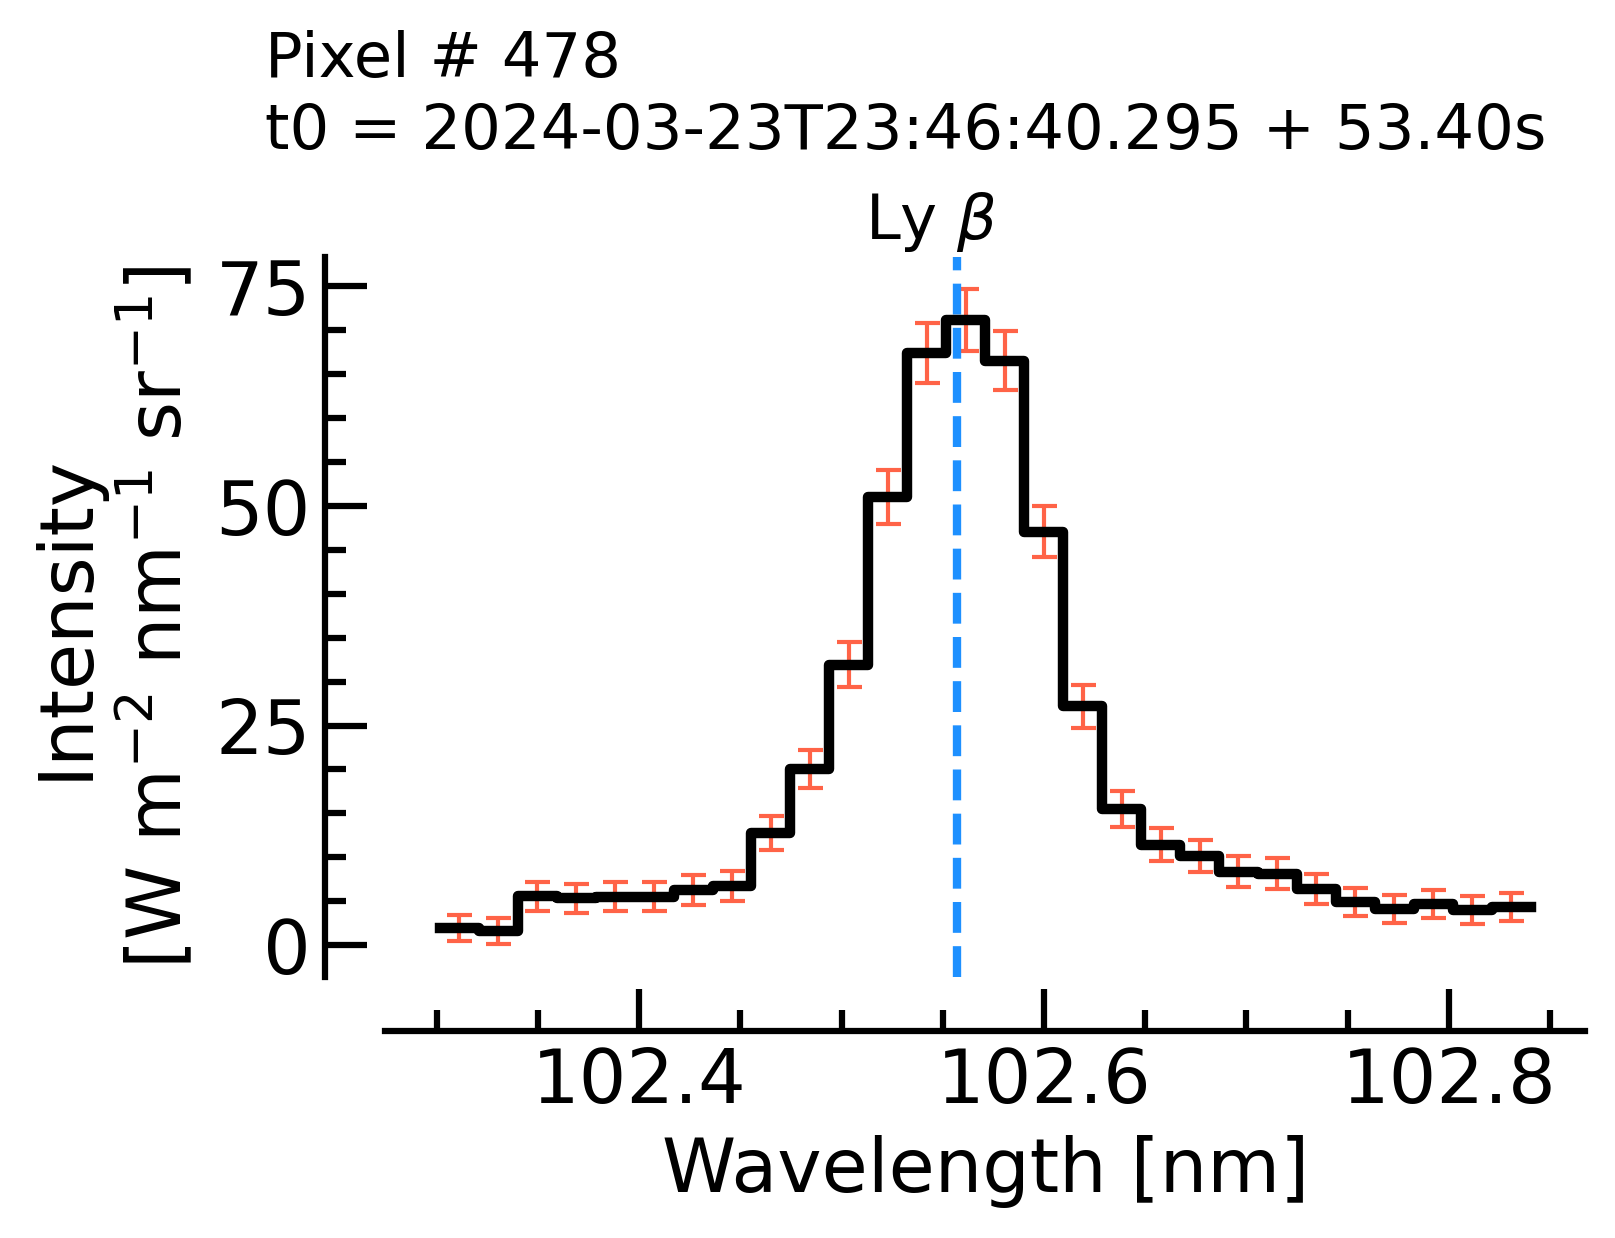 Pixel # 478
t0 = 2024-03-23T23:46:40.295 + 53.40s
Ly β
Intensity
[W m⁻² nm⁻¹ sr⁻¹]
75
50
25
0
102.4 102.6 102.8
Wavelength [nm]